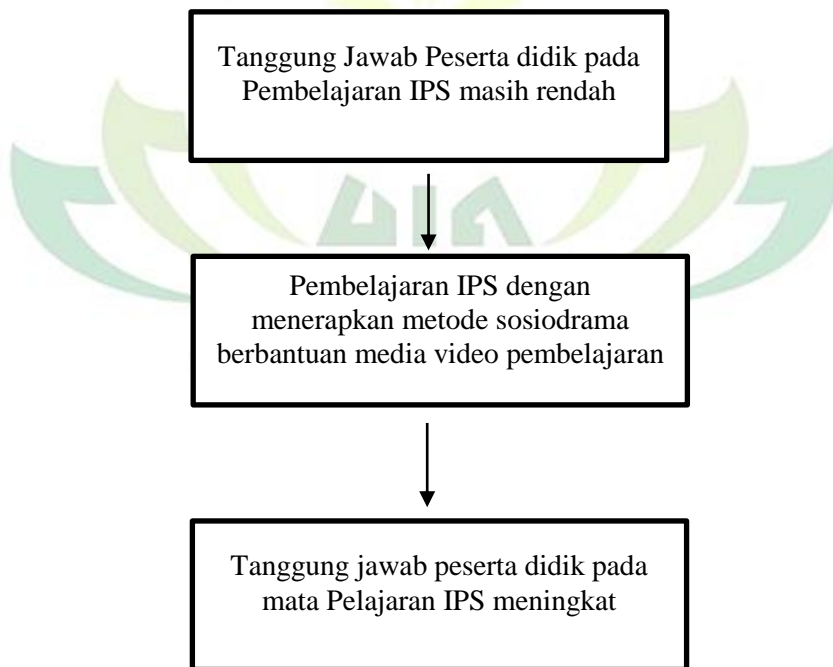 Tanggung Jawab Peserta didik pada
Pembelajaran IPS masih rendah
Pembelajaran IPS dengan
menerapkan metode sosiodrama
berbantuan media video pembelajaran
Tanggung jawab peserta didik pada
mata Pelajaran IPS meningkat